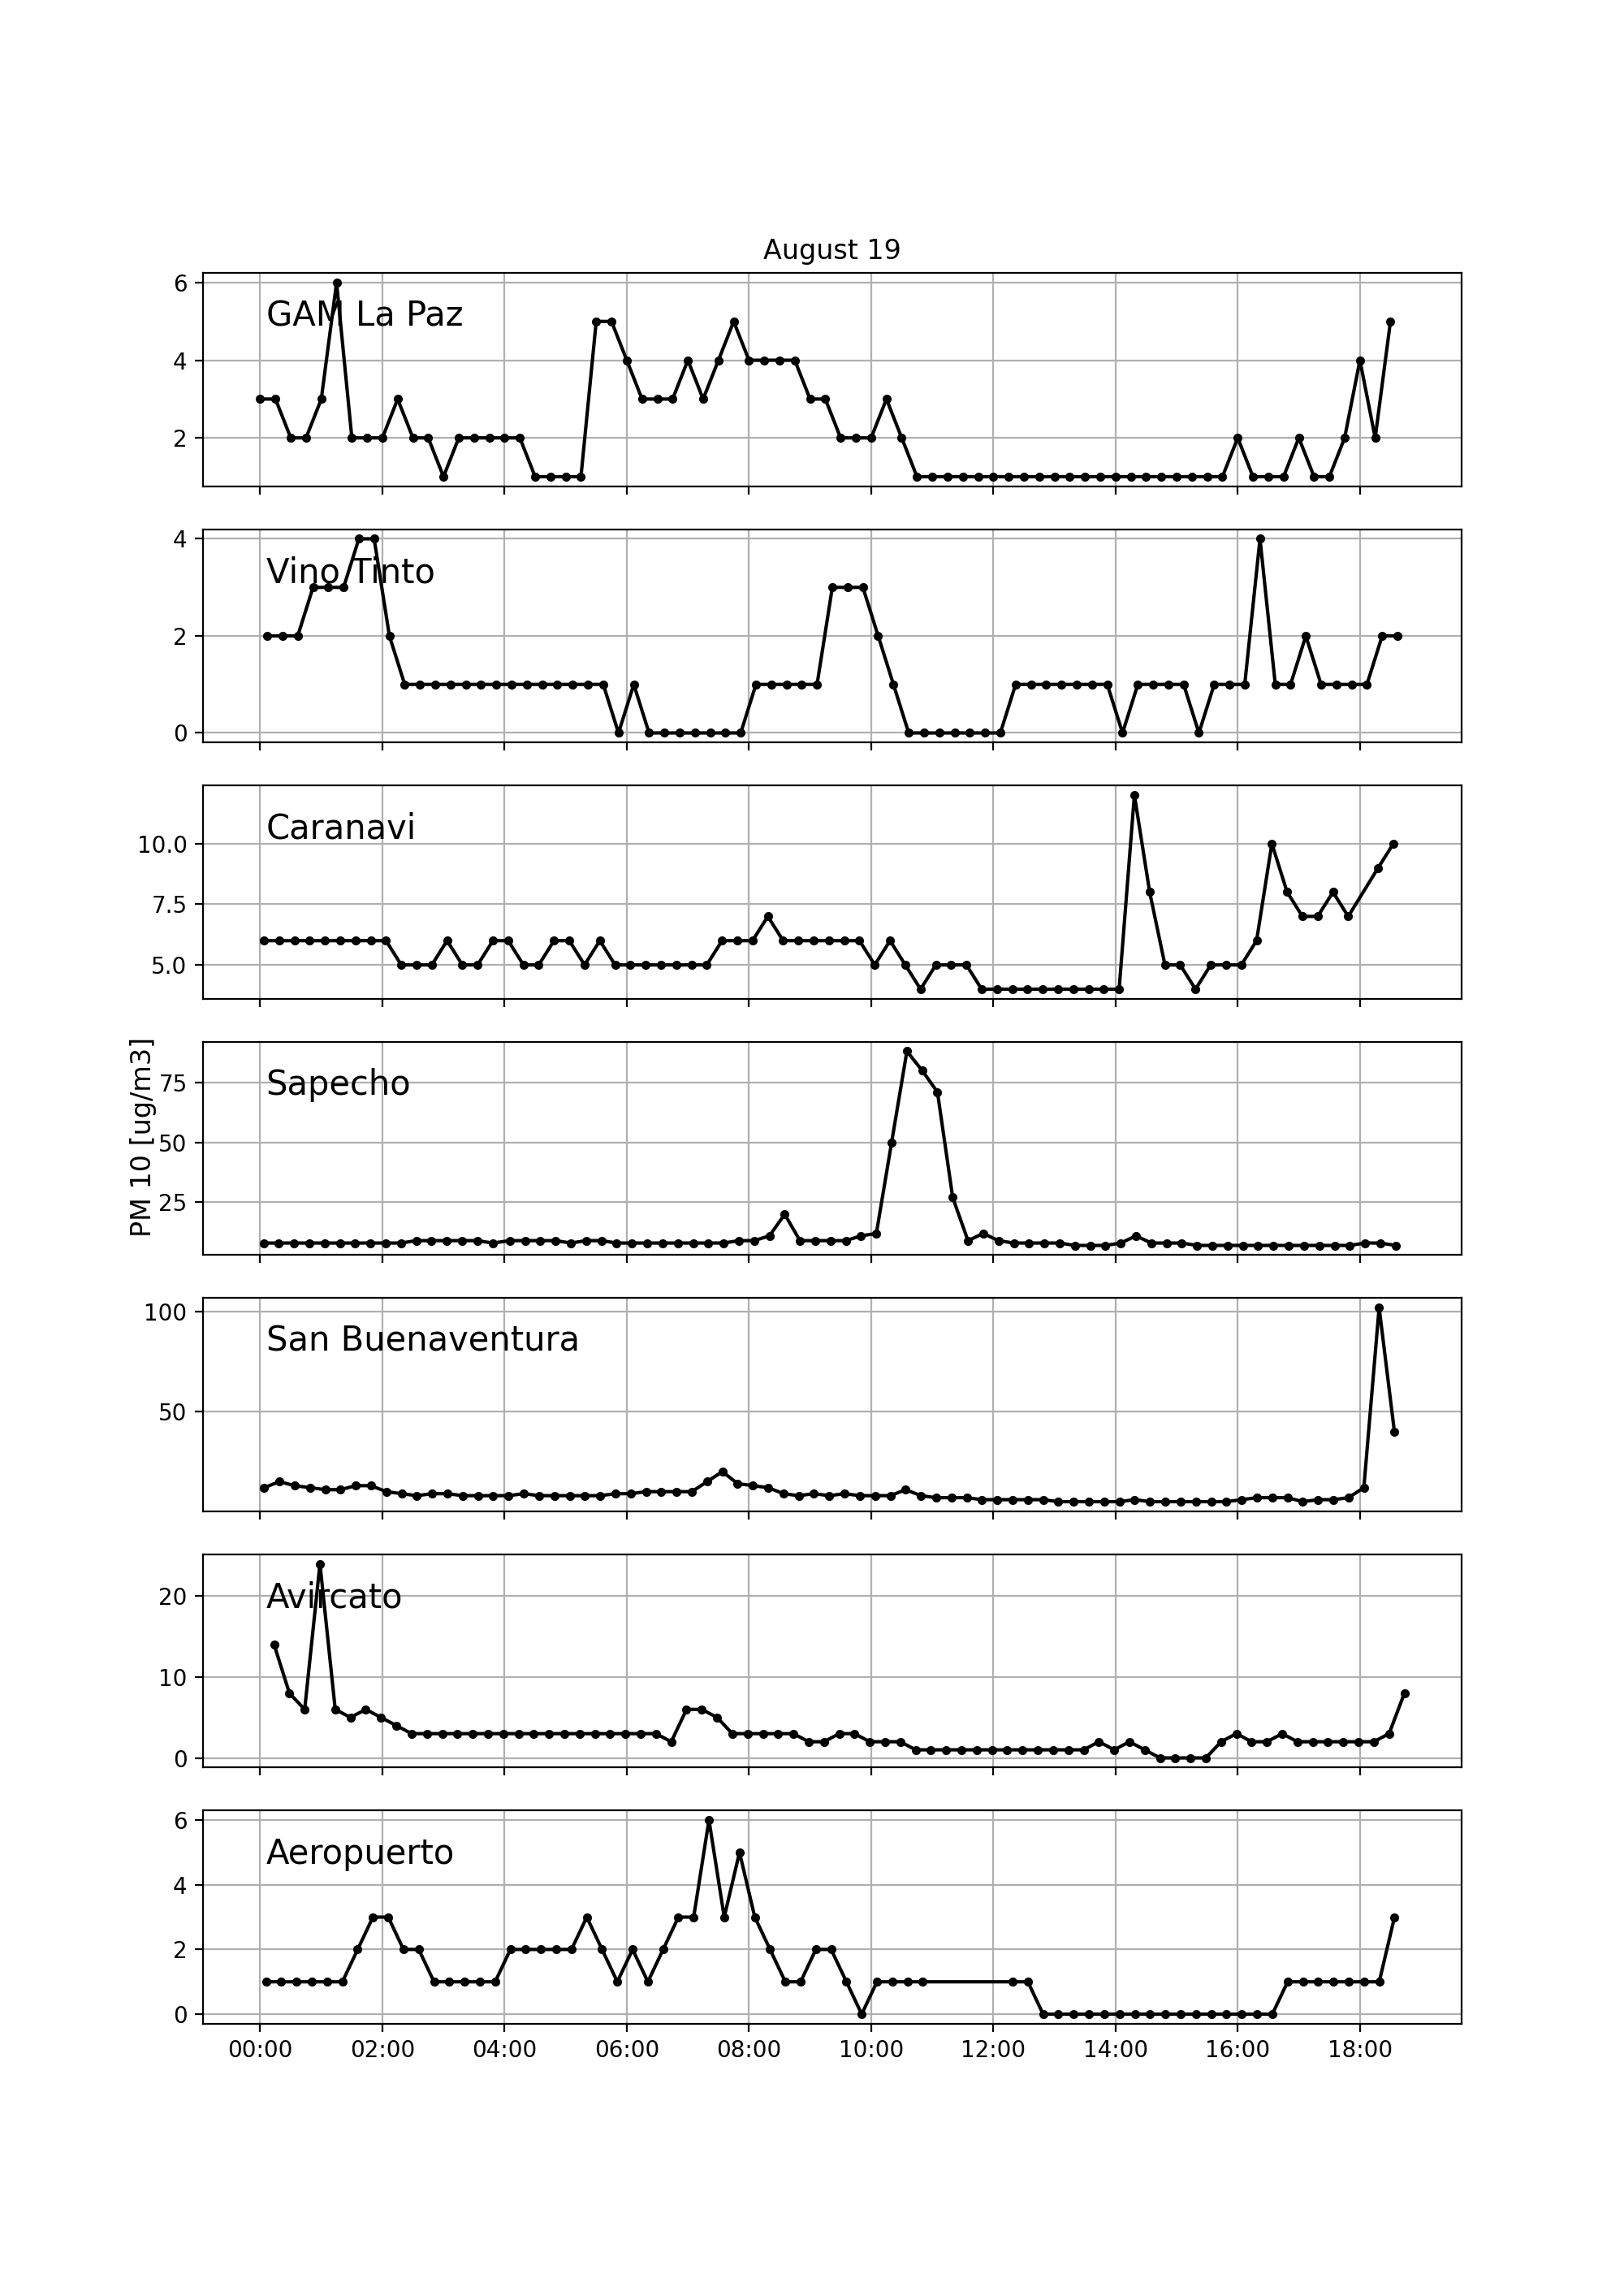 August 19
6
GAM La Paz
4
2
4
Vino Tinto
2
0
Caranavi
10.0
7.5
5.0
PM 10 [ug/m3]
Sapecho
75
50
25
100
San Buenaventura
50
20
Avircato
10
0
6
Aeropuerto
4
2
0
00:00 02:00 04:00 06:00 08:00 10:00 12:00 14:00 16:00 18:00